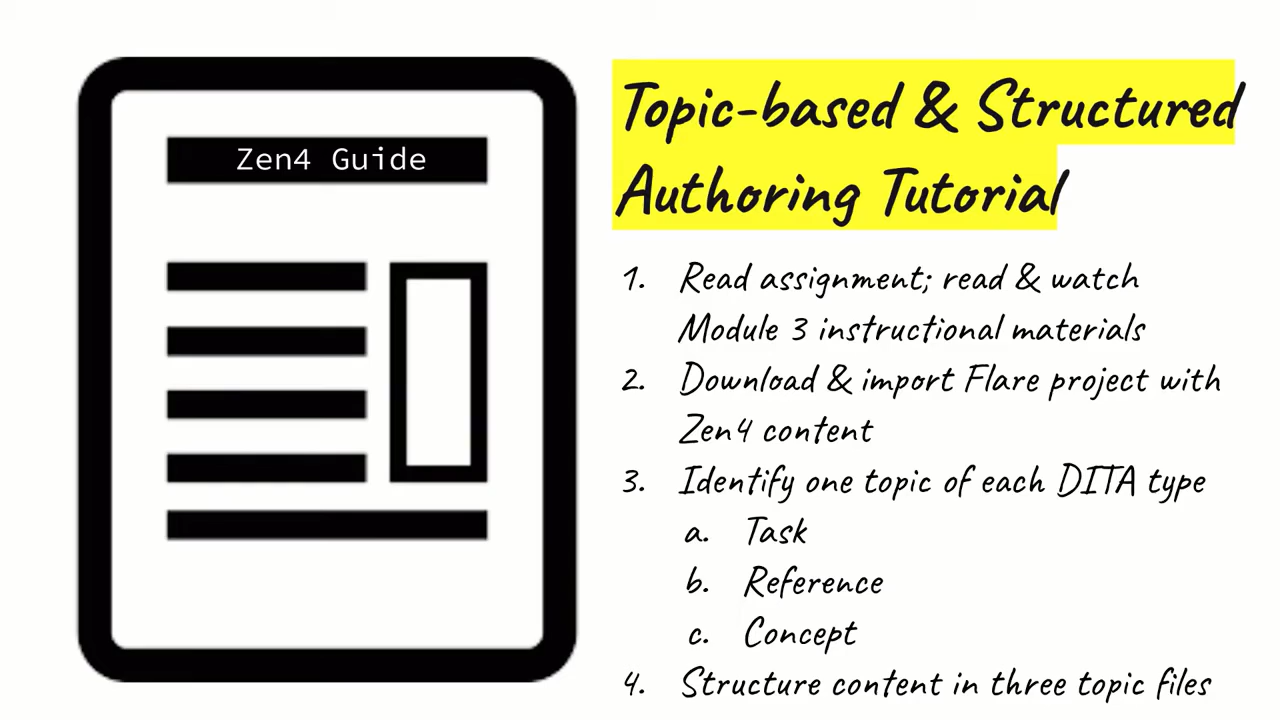 Zen4 Guide
Topic-based & Structured
Authoring Tutorial
1. Read assignment; read & watch
Module 3 instructional materials
2. Download & import Flare project with
Zen4 content
3. Identify one topic of each DITA type
a. Task
b. Reference
c. Concept
4. Structure content in three topic files